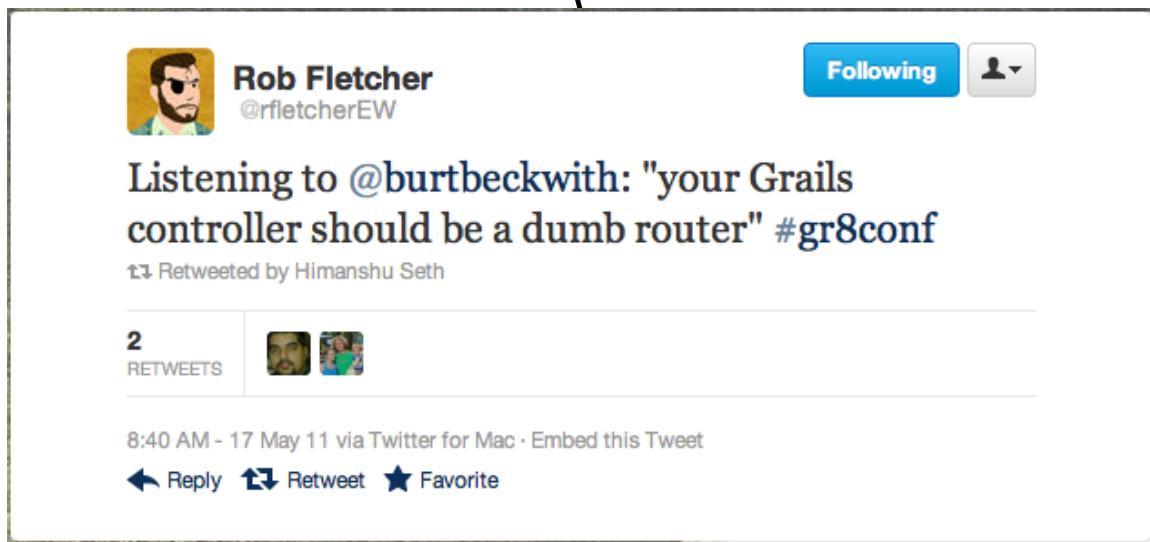 Rob Fletcher
@rfletcherEW
Following
Listening to @burtbeckwith: "your Grails
controller should be a dumb router" #gr8conf
Retweeted by Himanshu Seth
2
RETWEETS
8:40 AM - 17 May 11 via Twitter for Mac · Embed this Tweet
Reply Retweet Favorite